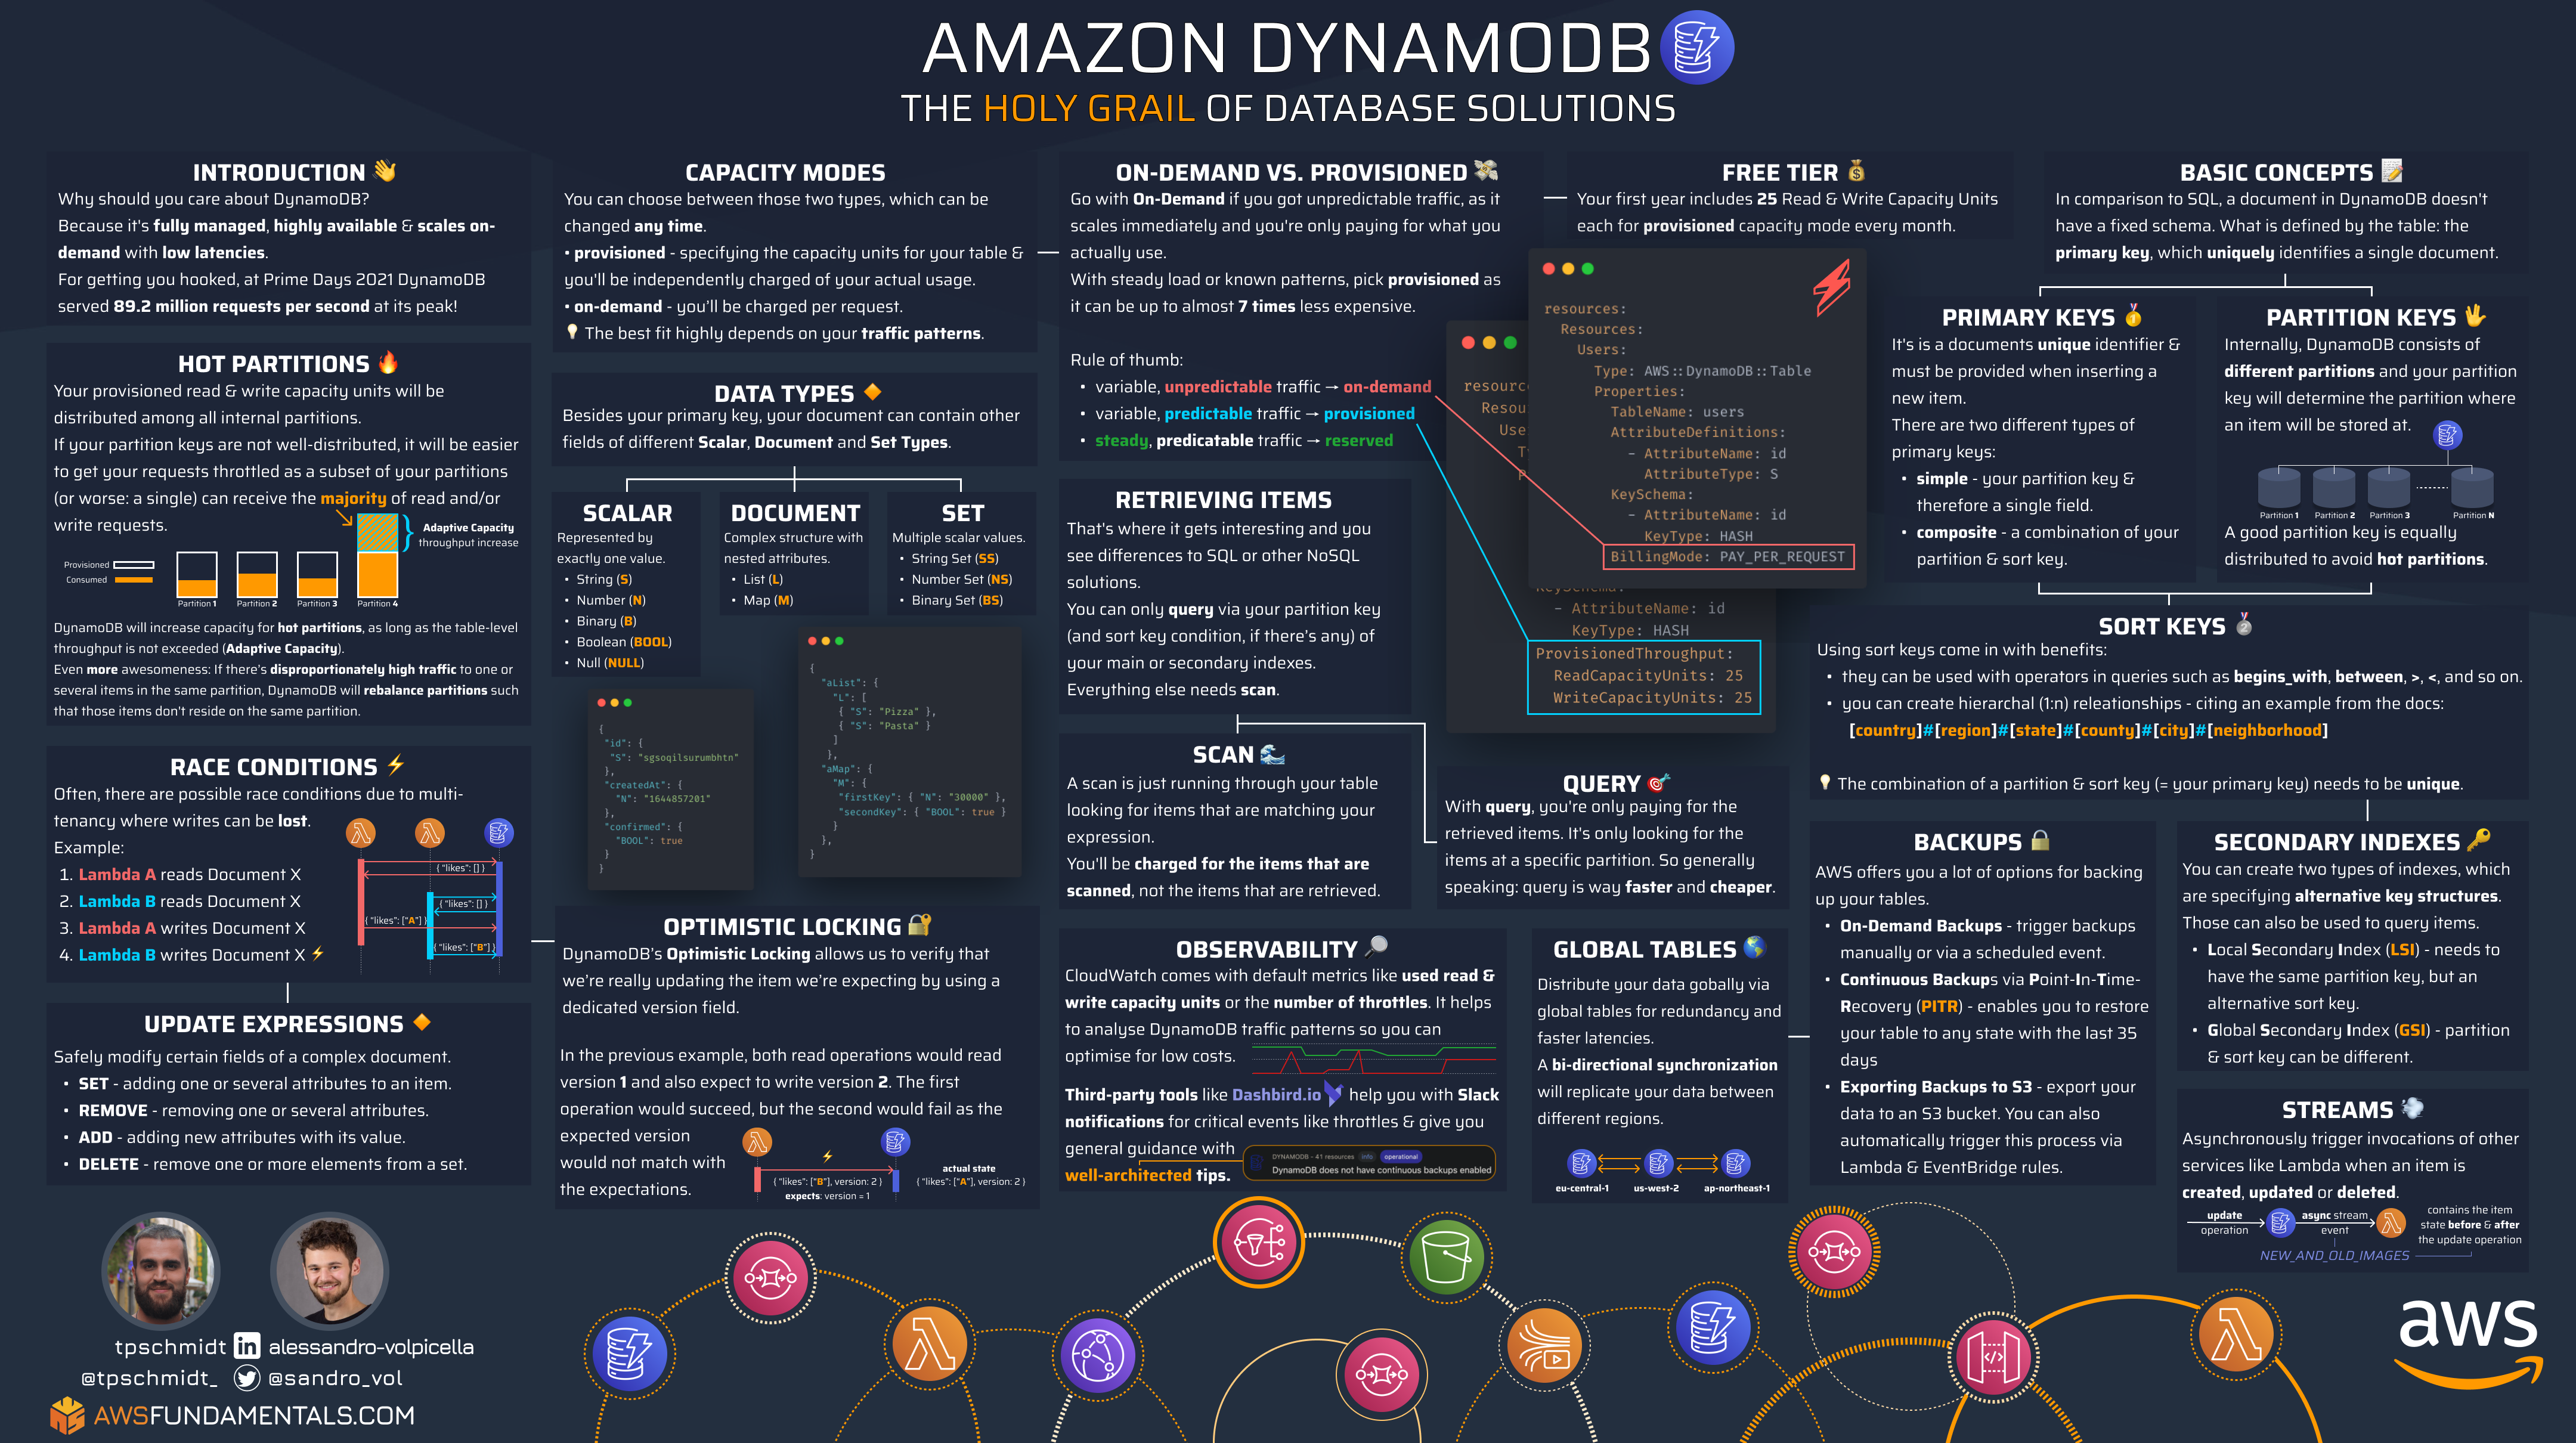 AMAZON DYNAMODB
THE HOLY GRAIL OF DATABASE SOLUTIONS
INTRODUCTION
Why should you care about DynamoDB?
Because it's fully managed, highly available & scales on-
demand with low latencies.
For getting you hooked, at Prime Days 2021 DynamoDB
served 89.2 million requests per second at its peak!
HOT PARTITIONS
Your provisioned read & write capacity units will be
distributed among all internal partitions.
If your partition keys are not well-distributed, it will be easier
to get your requests throttled as a subset of your partitions
(or worse: a single) can receive the majority of read and/or
write requests.
Adaptive Capacity
throughput increase
Provisioned
Consumed
Partition 1
Partition 2
Partition 3
Partition 4
DynamoDB will increase capacity for hot partitions, as long as the table-level
throughput is not exceeded (Adaptive Capacity).
Even more awesomeness: If there's disproportionately high traffic to one or
several items in the same partition, DynamoDB will rebalance partitions such
that those items don't reside on the same partition.
RACE CONDITIONS
Often, there are possible race conditions due to multi-
tenancy where writes can be lost.
Example:
1. Lambda A reads Document X
2. Lambda B reads Document X
3. Lambda A writes Document X
4. Lambda B writes Document X
{ "likes": [] }
{ "likes": [] }
{ "likes": ["A"] }
{ "likes": ["B"] }
UPDATE EXPRESSIONS
Safely modify certain fields of a complex document.
• SET - adding one or several attributes to an item.
• REMOVE - removing one or several attributes.
• ADD - adding new attributes with its value.
• DELETE - remove one or more elements from a set.
tpschmidt in alessandro-volpicella
@tpschmidt_ @sandro_vol
AWSFUNDAMENTALS.COM
CAPACITY MODES
You can choose between those two types, which can be
changed any time.
• provisioned - specifying the capacity units for your table &
you'll be independently charged of your actual usage.
• on-demand - you'll be charged per request.
The best fit highly depends on your traffic patterns.
DATA TYPES
Besides your primary key, your document can contain other
fields of different Scalar, Document and Set Types.
SCALAR
Represented by
exactly one value.
• String (S)
• Number (N)
• Binary (B)
• Boolean (BOOL)
• Null (NULL)
DOCUMENT
Complex structure with
nested attributes.
• List (L)
• Map (M)
SET
Multiple scalar values.
• String Set (SS)
• Number Set (NS)
• Binary Set (BS)
{
"id": {
"S": "sgsoqilsurumbhtn"
},
"createdAt": {
"N": "1644857201"
},
"confirmed": {
"BOOL": true
}
}
{
"aList": {
"L": [
{ "S": "Pizza" },
{ "S": "Pasta" }
]
},
"aMap": {
"M": {
"firstKey": { "N": "30000" },
"secondKey": { "BOOL": true }
}
},
}
OPTIMISTIC LOCKING
DynamoDB's Optimistic Locking allows us to verify that
we're really updating the item we're expecting by using a
dedicated version field.
In the previous example, both read operations would read
version 1 and also expect to write version 2. The first
operation would succeed, but the second would fail as the
expected version
would not match with
the expectations.
{ "likes": ["B"], version: 2 }
expects: version = 1
actual state
{ "likes": ["A"], version: 2 }
ON-DEMAND VS. PROVISIONED
Go with On-Demand if you got unpredictable traffic, as it
scales immediately and you're only paying for what you
actually use.
With steady load or known patterns, pick provisioned as
it can be up to almost 7 times less expensive.
Rule of thumb:
• variable, unpredictable traffic → on-demand
• variable, predictable traffic → provisioned
• steady, predicatable traffic → reserved
FREE TIER
Your first year includes 25 Read & Write Capacity Units
each for provisioned capacity mode every month.
resources:
Resources:
Users:
Type: AWS::DynamoDB::Table
Properties:
TableName: users
AttributeDefinitions:
- AttributeName: id
AttributeType: S
KeySchema:
- AttributeName: id
KeyType: HASH
BillingMode: PAY_PER_REQUEST
resourc
Resou
Use
T
P
KeySchema:
- AttributeName: id
KeyType: HASH
ProvisionedThroughput:
ReadCapacityUnits: 25
WriteCapacityUnits: 25
RETRIEVING ITEMS
That's where it gets interesting and you
see differences to SQL or other NoSQL
solutions.
You can only query via your partition key
(and sort key condition, if there's any) of
your main or secondary indexes.
Everything else needs scan.
SCAN
A scan is just running through your table
looking for items that are matching your
expression.
You'll be charged for the items that are
scanned, not the items that are retrieved.
QUERY
With query, you're only paying for the
retrieved items. It's only looking for the
items at a specific partition. So generally
speaking: query is way faster and cheaper.
OBSERVABILITY
CloudWatch comes with default metrics like used read &
write capacity units or the number of throttles. It helps
to analyse DynamoDB traffic patterns so you can
optimise for low costs.
Third-party tools like Dashbird.io help you with Slack
notifications for critical events like throttles & give you
general guidance with
well-architected tips.
DYNAMODB - 41 resources info operational
DynamoDB does not have continuous backups enabled
GLOBAL TABLES
Distribute your data gobally via
global tables for redundancy and
faster latencies.
A bi-directional synchronization
will replicate your data between
different regions.
eu-central-1
us-west-2
ap-northeast-1
BASIC CONCEPTS
In comparison to SQL, a document in DynamoDB doesn't
have a fixed schema. What is defined by the table: the
primary key, which uniquely identifies a single document.
PRIMARY KEYS
It's is a documents unique identifier &
must be provided when inserting a
new item.
There are two different types of
primary keys:
• simple - your partition key &
therefore a single field.
• composite - a combination of your
partition & sort key.
PARTITION KEYS
Internally, DynamoDB consists of
different partitions and your partition
key will determine the partition where
an item will be stored at.
Partition 1
Partition 2
Partition 3
Partition N
A good partition key is equally
distributed to avoid hot partitions.
SORT KEYS
Using sort keys come in with benefits:
• they can be used with operators in queries such as begins_with, between, >, <, and so on.
• you can create hierarchal (1:n) releationships - citing an example from the docs:
[country]#[region]#[state]#[county]#[city]#[neighborhood]
The combination of a partition & sort key (= your primary key) needs to be unique.
BACKUPS
AWS offers you a lot of options for backing
up your tables.
• On-Demand Backups - trigger backups
manually or via a scheduled event.
• Continuous Backups via Point-In-Time-
Recovery (PITR) - enables you to restore
your table to any state with the last 35
days
• Exporting Backups to S3 - export your
data to an S3 bucket. You can also
automatically trigger this process via
Lambda & EventBridge rules.
SECONDARY INDEXES
You can create two types of indexes, which
are specifying alternative key structures.
Those can also be used to query items.
• Local Secondary Index (LSI) - needs to
have the same partition key, but an
alternative sort key.
• Global Secondary Index (GSI) - partition
& sort key can be different.
STREAMS
Asynchronously trigger invocations of other
services like Lambda when an item is
created, updated or deleted.
update
operation
async stream
event
contains the item
state before & after
the update operation
NEW_AND_OLD_IMAGES
aws